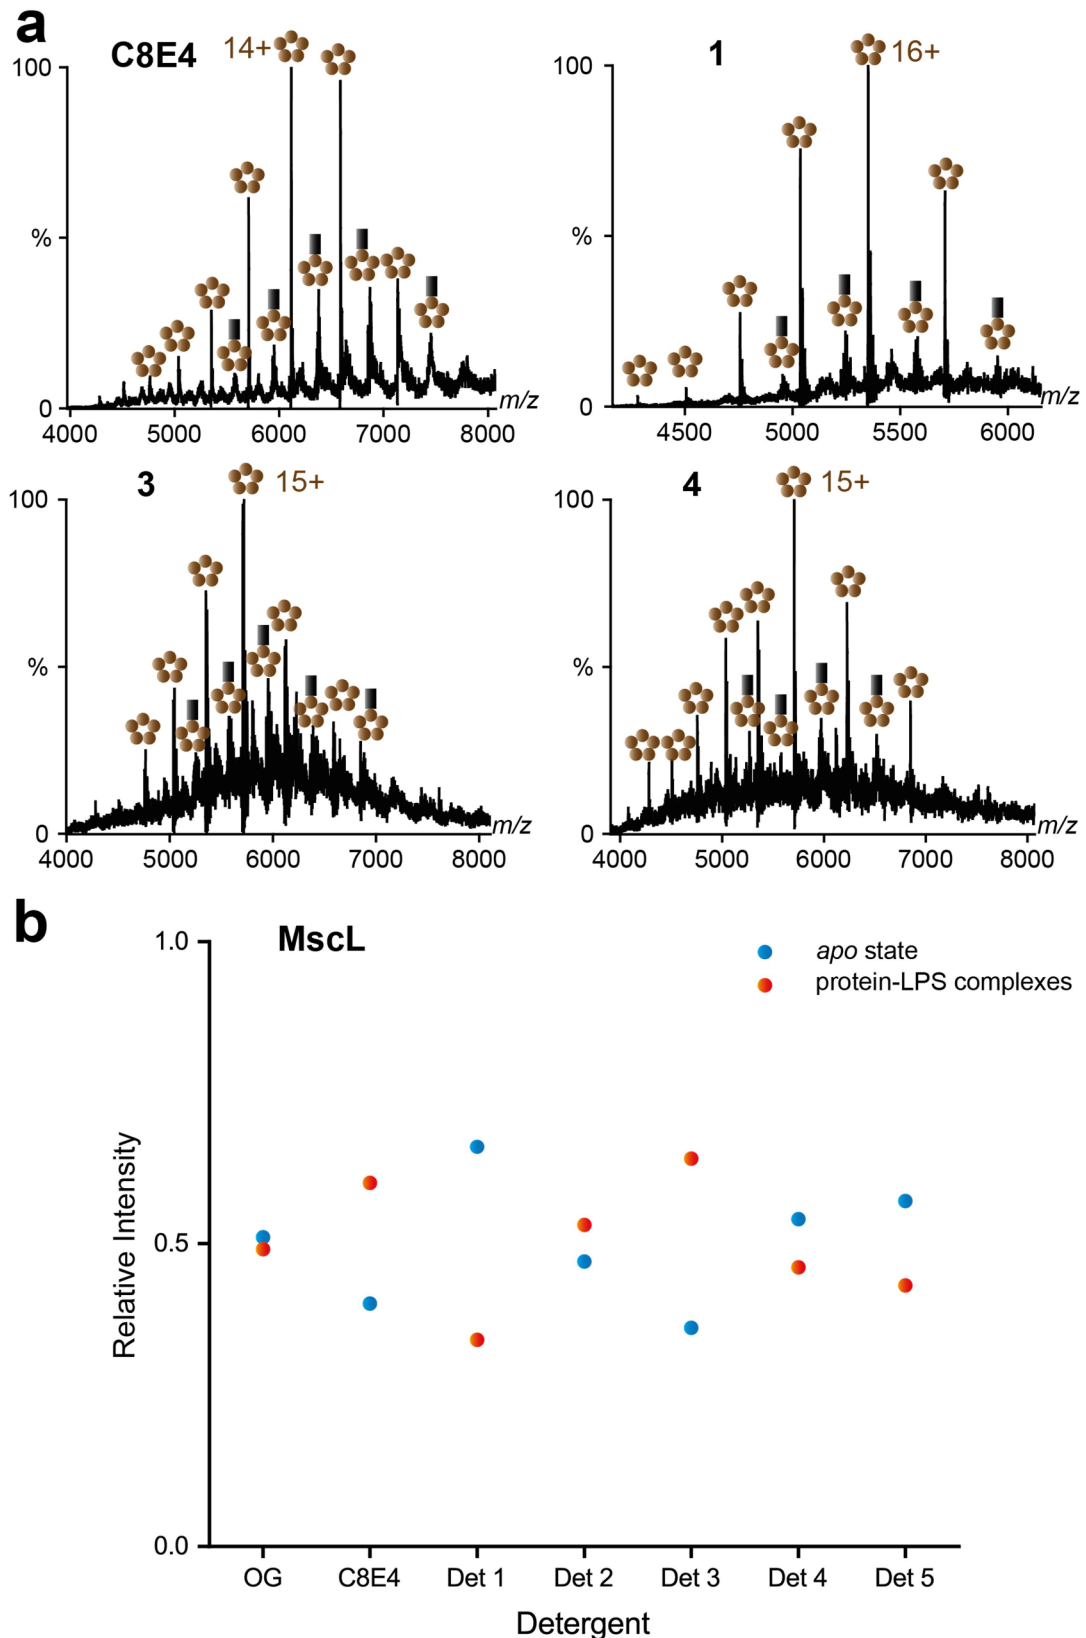 a
C8E4
14+
100
%
0
4000 5000 6000 7000 8000
m/z
1
16+
100
%
0
4500 5000 5500 6000
m/z
3
15+
100
%
0
4000 5000 6000 7000 8000
m/z
4
15+
100
%
0
4000 5000 6000 7000 8000
m/z
b
MscL
apo state
protein-LPS complexes
1.0
0.5
0.0
Relative Intensity
OG C8E4 Det 1 Det 2 Det 3 Det 4 Det 5
Detergent